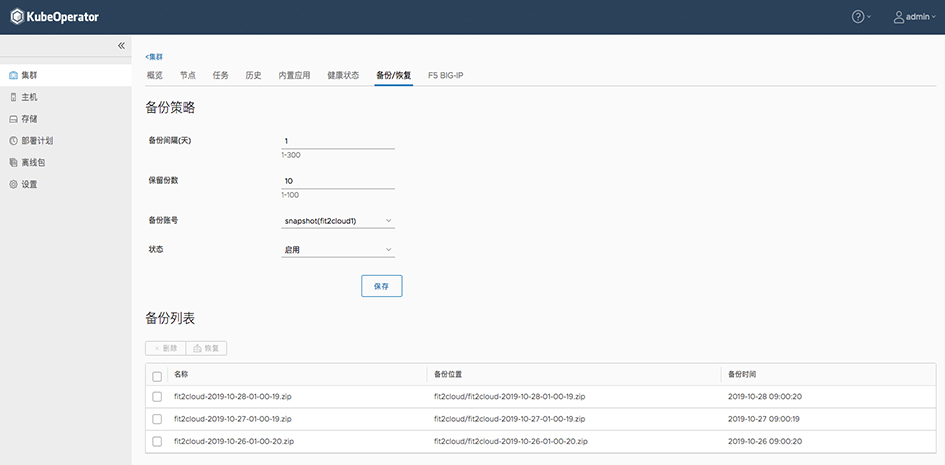 KubeOperator
admin
集群
主机
存储
部署计划
离线包
设置
<集群
概览 节点 任务 历史 内置应用 健康状态 备份/恢复 F5 BIG-IP
备份策略
备份间隔(天) 1
1-300
保留份数 10
1-100
备份账号 snapshot(fit2cloud1)
状态 启用
保存
备份列表
删除 恢复
名称 备份位置 备份时间
fit2cloud-2019-10-28-01-00-19.zip fit2cloud/fit2cloud-2019-10-28-01-00-19.zip 2019-10-28 09:00:20
fit2cloud-2019-10-27-01-00-19.zip fit2cloud/fit2cloud-2019-10-27-01-00-19.zip 2019-10-27 09:00:19
fit2cloud-2019-10-26-01-00-20.zip fit2cloud/fit2cloud-2019-10-26-01-00-20.zip 2019-10-26 09:00:20